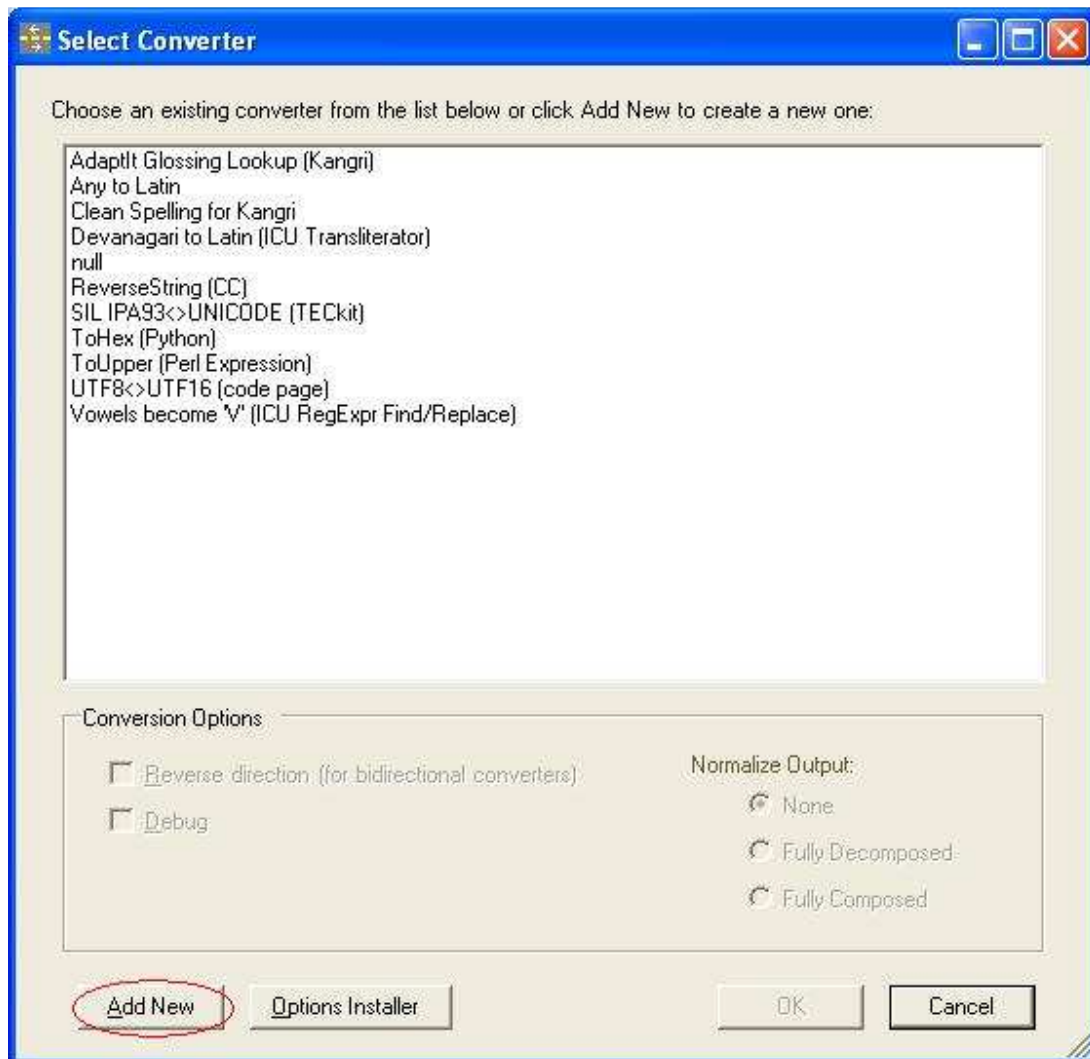 Select Converter
Choose an existing converter from the list below or click Add New to create a new one:
AdaptIt Glossing Lookup (Kangri)
Any to Latin
Clean Spelling for Kangri
Devanagari to Latin (ICU Transliterator)
null
ReverseString (CC)
SIL IPA93<>UNICODE (TECkit)
ToHex (Python)
ToUpper (Perl Expression)
UTF8<>UTF16 (code page)
Vowels become 'V' (ICU RegExpr Find/Replace)
Conversion Options
Reverse direction (for bidirectional converters)
Debug
Normalize Output:
None
Fully Decomposed
Fully Composed
Add New
Options Installer
OK
Cancel